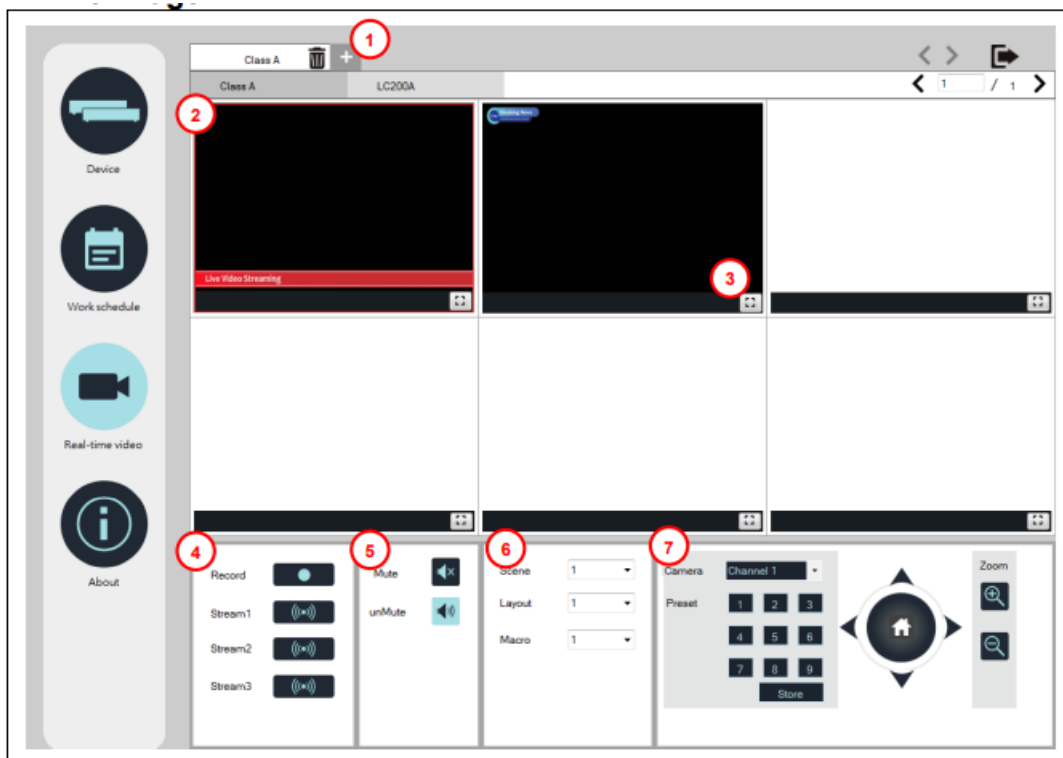 1
Class A +
Class A LC200A
1 / 1
2
Breaking News
Device
3
Live Video Streaming
Work schedule
Real-time video
4 5 6 7
Record Mute Scene 1 Camera Channel 1 Zoom
Stream1 unMute Layout 1 Preset 1 2 3
Stream2 Macro 1 4 5 6
Stream3 7 8 9
Store
About